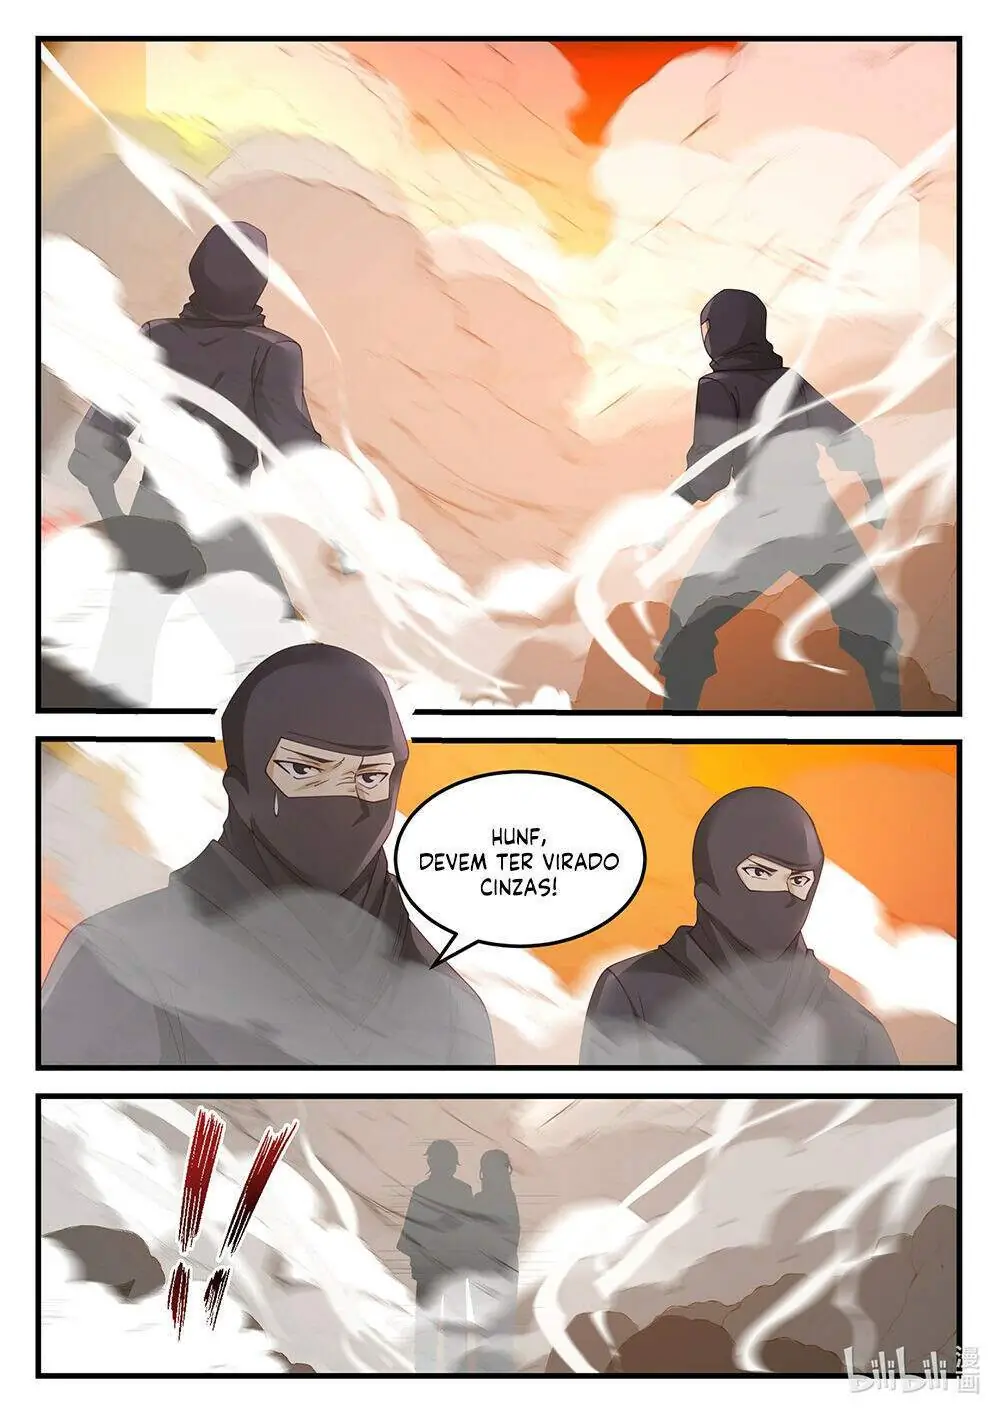 HUNF,
DEVEM TER VIRADO
CINZAS!
!!
bilibili
漫画